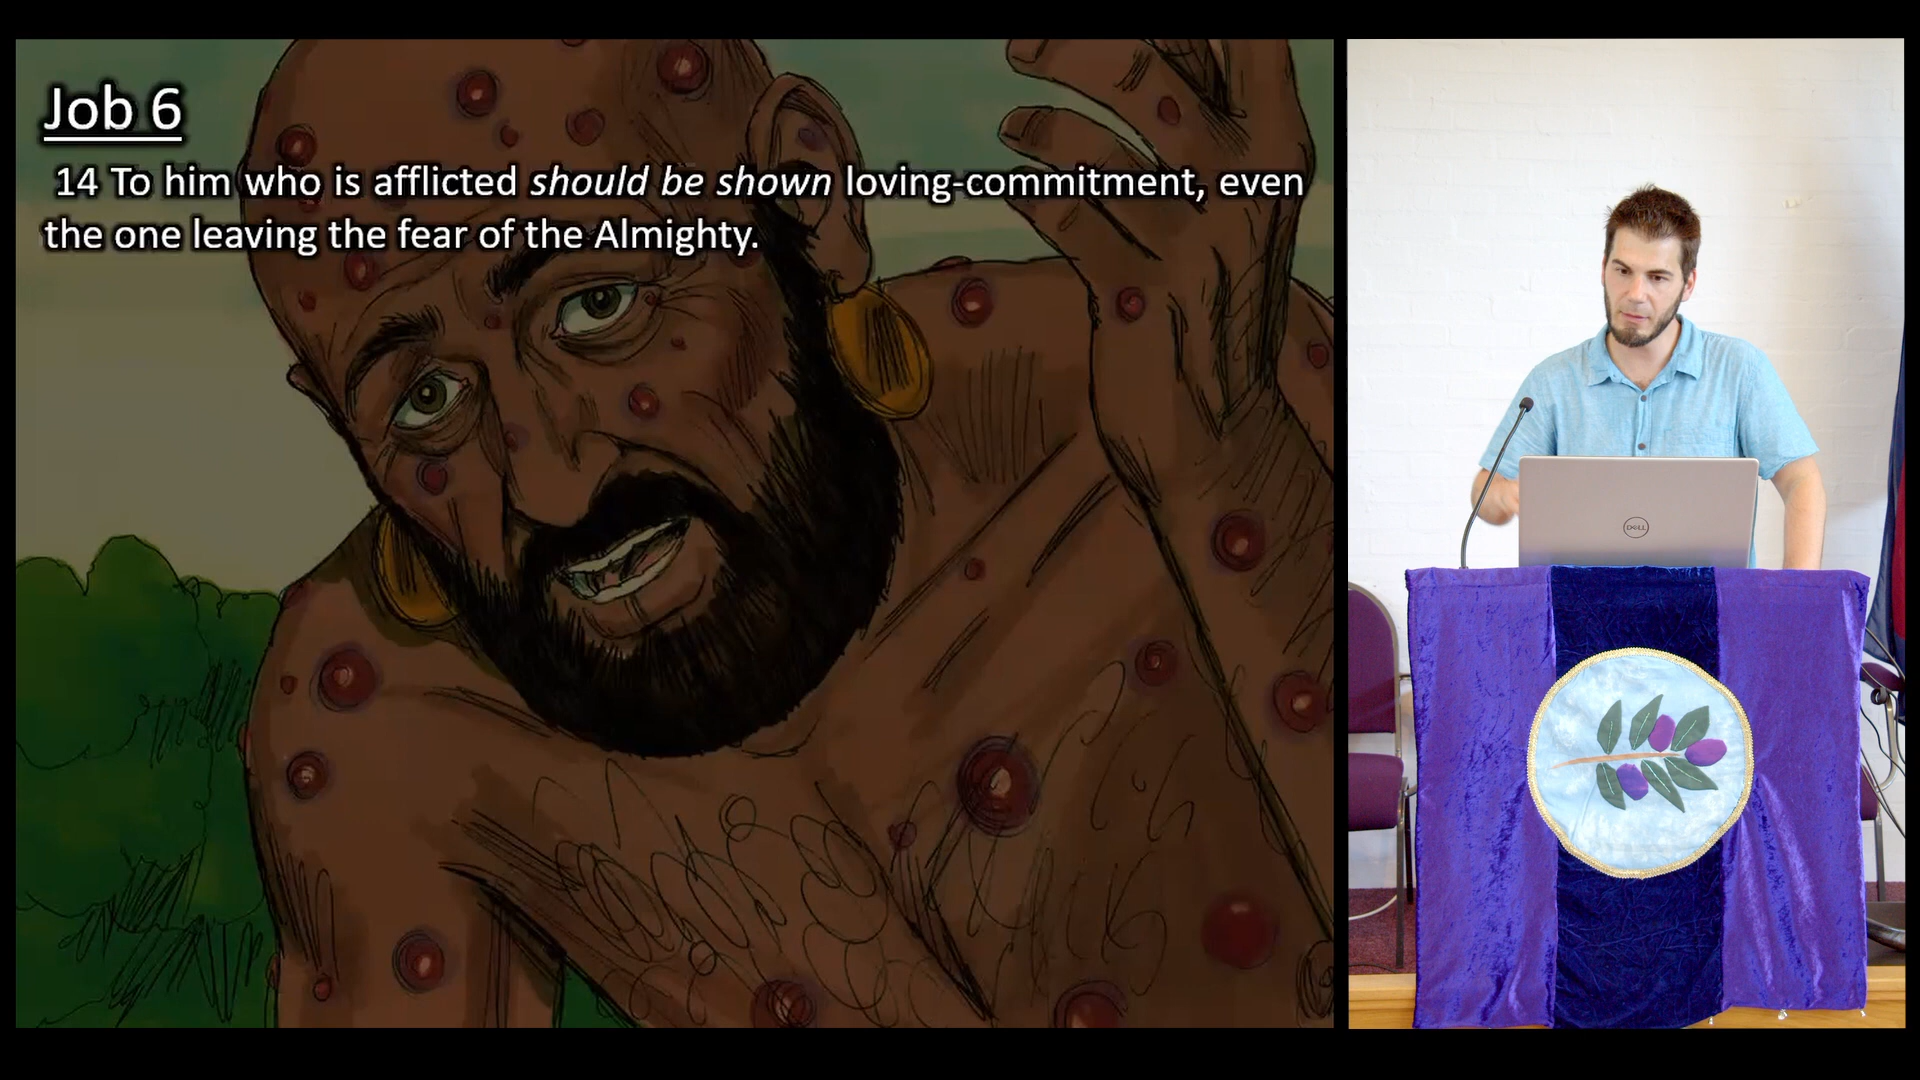 Job 6
14 To him who is afflicted should be shown loving-commitment, even
the one leaving the fear of the Almighty.
DELL